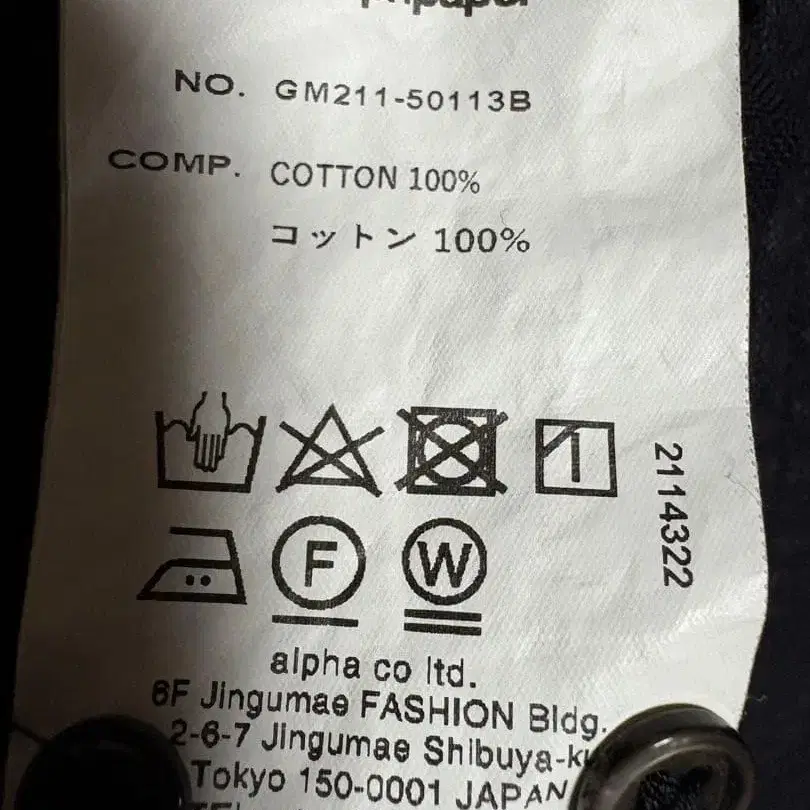 NO. GM211-50113B
COMP. COTTON 100%
コットン 100%
2114322
F
W
alpha co ltd.
6F Jingumae FASHION Bldg.
2-6-7 Jingumae Shibuya-ku
Tokyo 150-0001 JAPAN